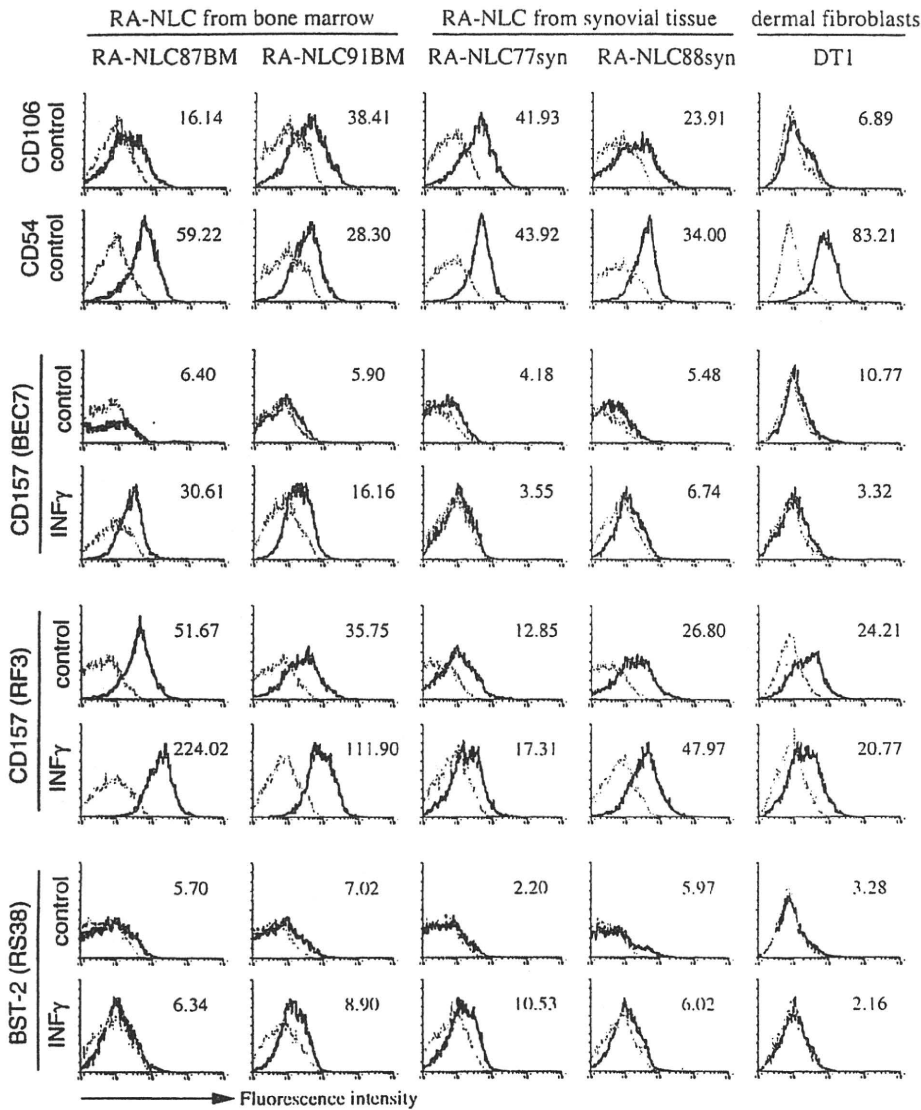 RA-NLC from bone marrow RA-NLC from synovial tissue dermal fibroblasts
RA-NLC87BM RA-NLC91BM RA-NLC77syn RA-NLC88syn DT1
CD106 control 16.14 38.41 41.93 23.91 6.89
CD54 control 59.22 28.30 43.92 34.00 83.21
CD157 (BEC7)
control 6.40 5.90 4.18 5.48 10.77
INFγ 30.61 16.16 3.55 6.74 3.32
CD157 (RF3)
control 51.67 35.75 12.85 26.80 24.21
INFγ 224.02 111.90 17.31 47.97 20.77
BST-2 (RS38)
control 5.70 7.02 2.20 5.97 3.28
INFγ 6.34 8.90 10.53 6.02 2.16
Fluorescence intensity